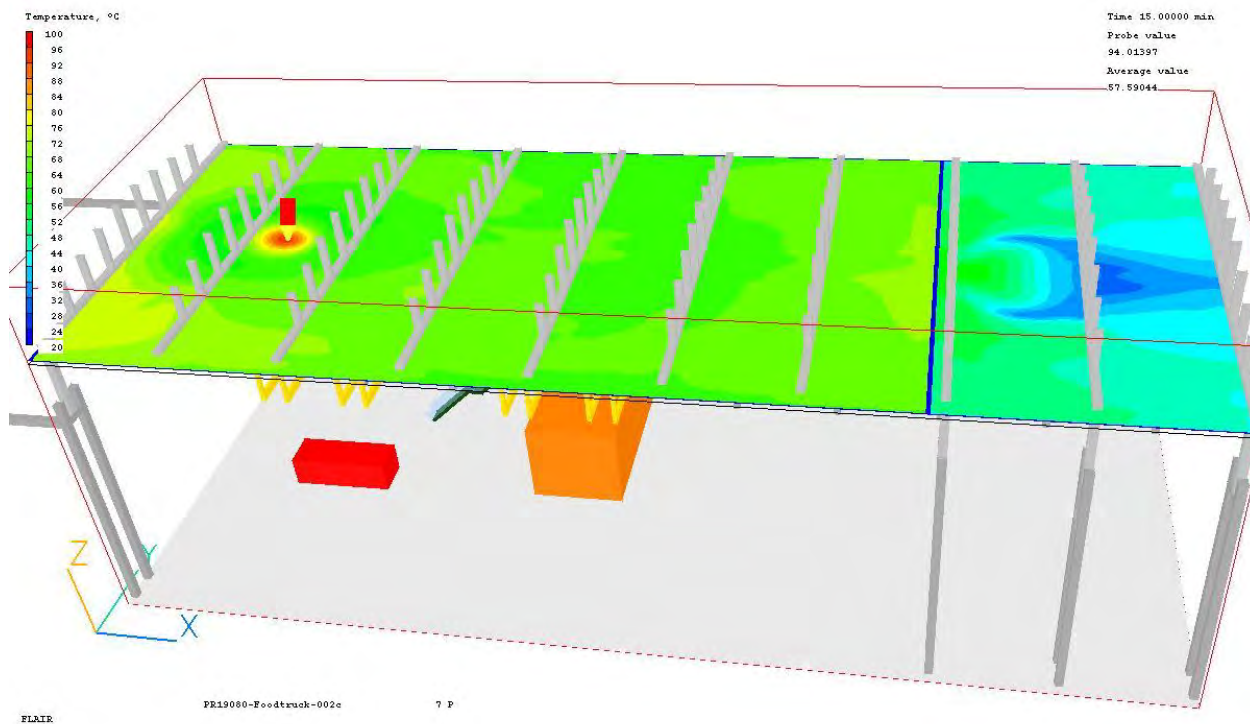 Temperature, ºC
100
96
92
88
84
80
76
72
68
64
60
56
52
48
44
40
36
32
28
24
20
Time 15.00000 min
Probe value
94.01397
Average value
57.59044
Z
Y
X
PR19080-Foodtruck-002c 7 P
FLAIR